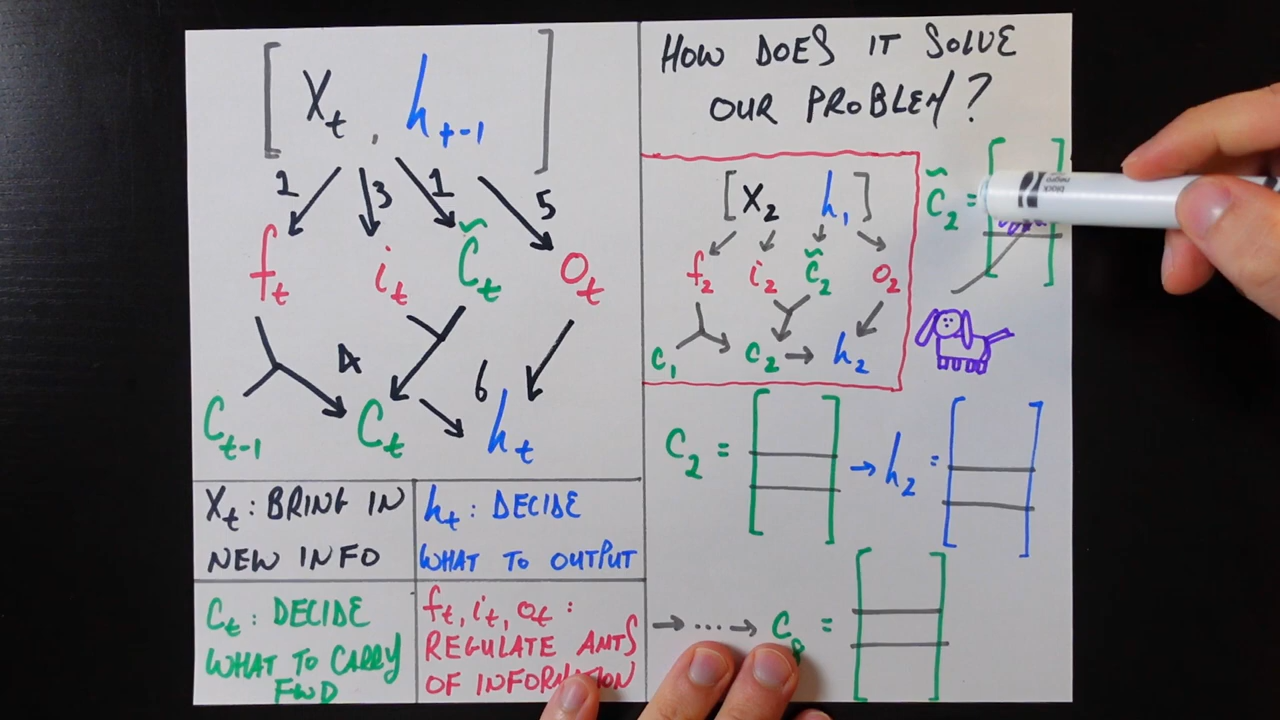 [ Xt , ht-1 ]
2 3 1 5
ft it C̃t ot
4 6
Ct-1 Ct ht
Xt: BRING IN
NEW INFO
ht: DECIDE
WHAT TO OUTPUT
Ct: DECIDE
WHAT TO CARRY
FWD
ft, it, ot:
REGULATE AMTS
OF INFORMATION
HOW DOES IT SOLVE
OUR PROBLEM?
[ X2 h1 ]
f2 i2 C̃2 o2
C1 C2 → h2
C̃2 =
C2 = → h2 =
→ ... → C8 =